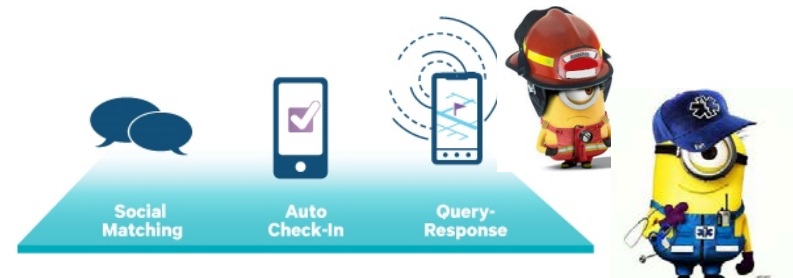 Social
Matching
Auto
Check-In
Query-
Response